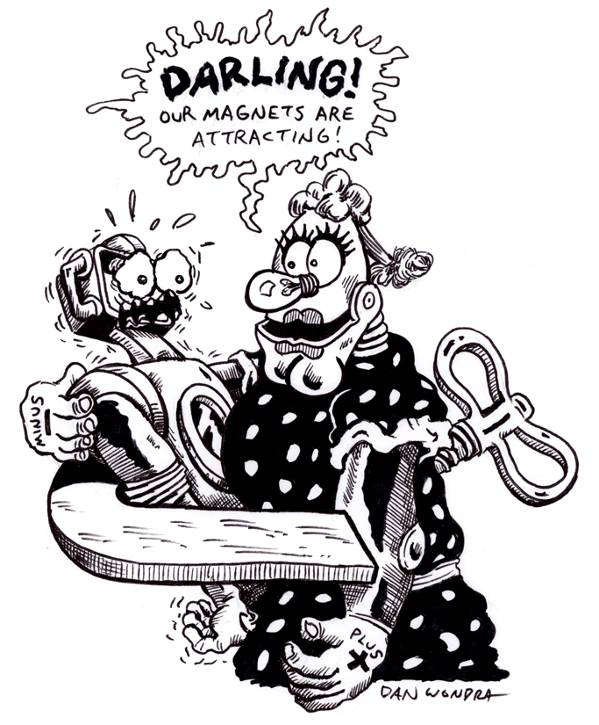 DARLING!
OUR MAGNETS ARE
ATTRACTING!
MINUS
-
PLUS
+
DAN WONDRA